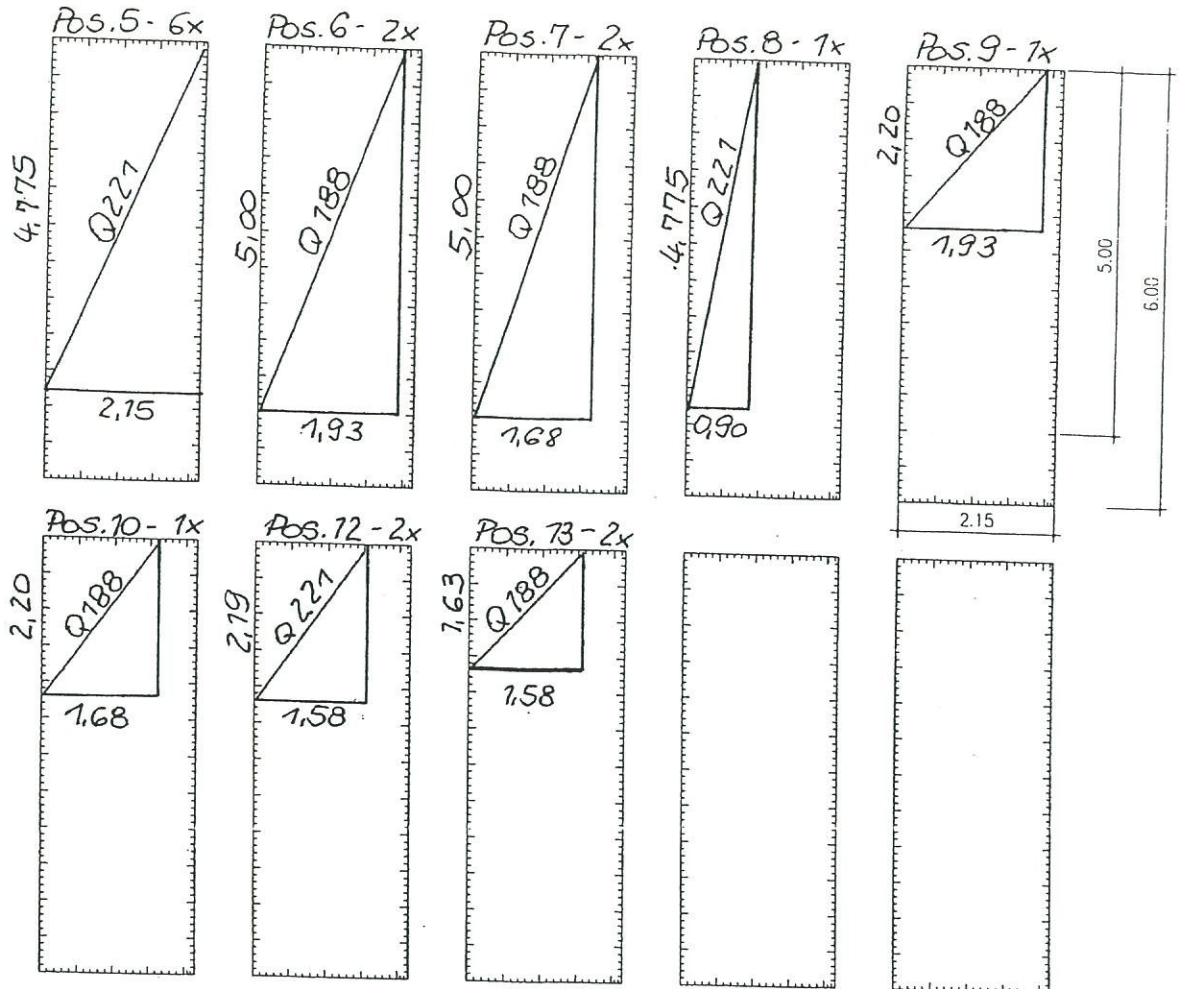 Pos.5 - 6x
4,775
Q221
2,15
Pos.6 - 2x
5,00
Q188
1,93
Pos.7 - 2x
5,00
Q188
1,68
Pos.8 - 1x
4,775
Q221
0,90
Pos.9 - 1x
2,20
Q188
1,93
5.00
6.00
2.15
Pos.10 - 1x
2,20
Q188
1,68
Pos.12 - 2x
2,19
Q221
1,58
Pos.13 - 2x
1,63
Q188
1,58